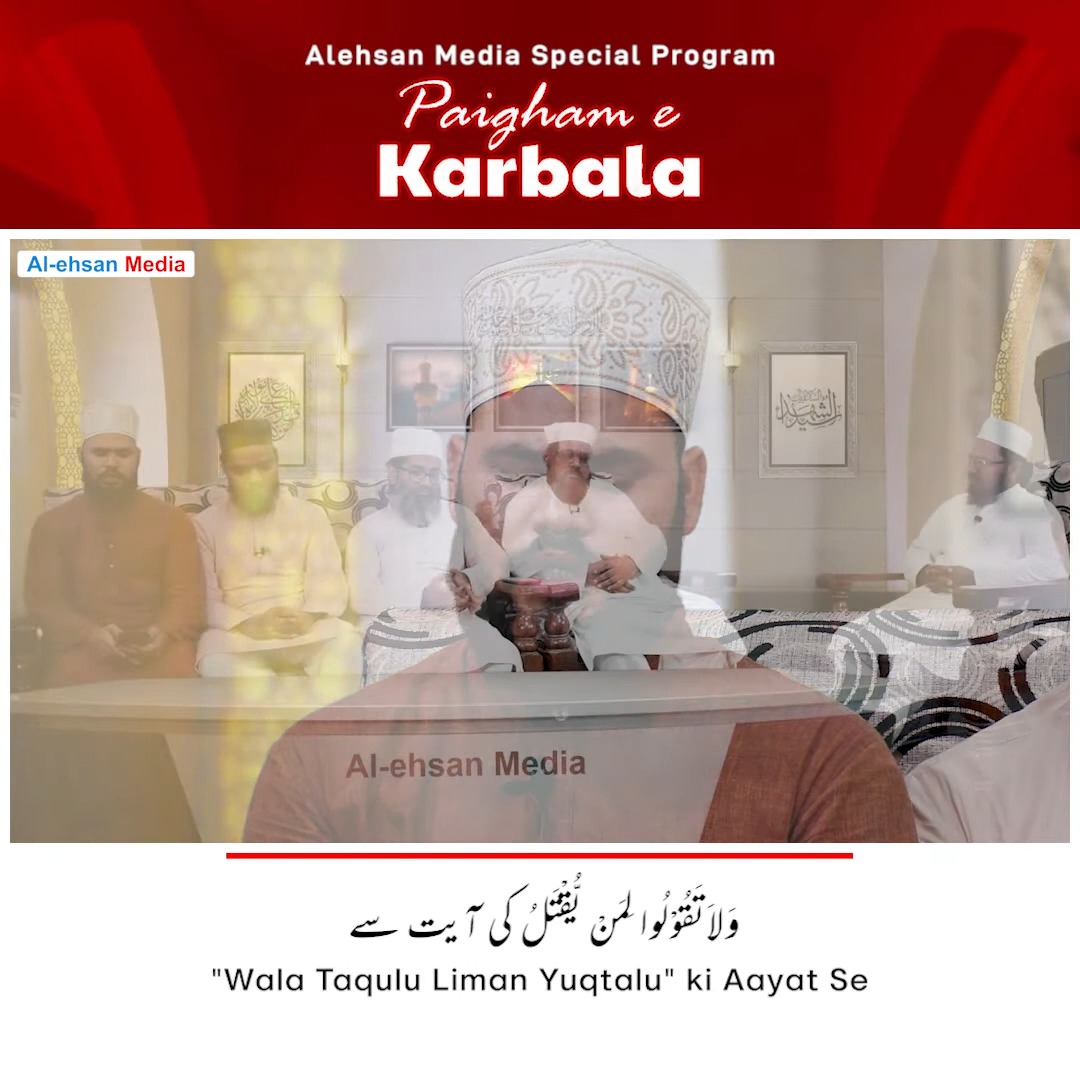 Alehsan Media Special Program
Paigham e
Karbala
Al-ehsan Media
Al-ehsan Media
وَلَا تَقُوْلُوا لِمَنْ يُّقْتَلُ کی آیت سے
"Wala Taqulu Liman Yuqtalu" ki Aayat Se